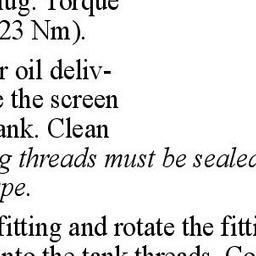 Torque
23 Nm).
r oil deliv-
e the screen
ank. Clean
g threads must be sealed
pe.
fitting and rotate the fitti
nto the tank threads. Co